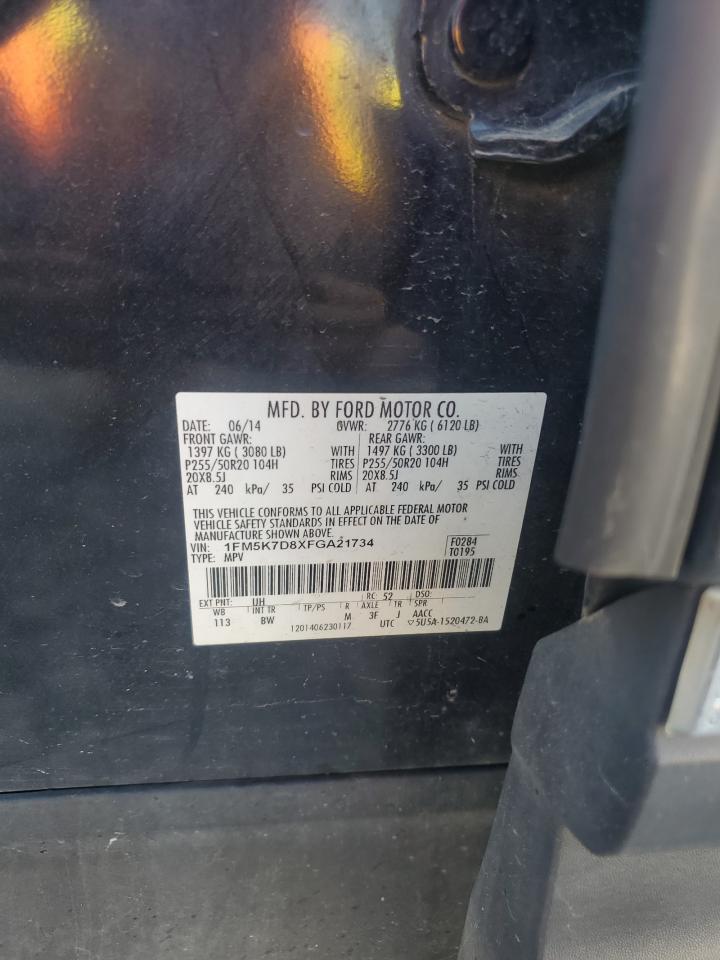 MFD. BY FORD MOTOR CO.
DATE: 06/14 GVWR: 2776 KG ( 6120 LB)
FRONT GAWR: REAR GAWR:
1397 KG ( 3080 LB) WITH 1497 KG ( 3300 LB) WITH
P255/50R20 104H TIRES P255/50R20 104H TIRES
20X8.5J RIMS 20X8.5J RIMS
AT 240 kPa/ 35 PSI COLD AT 240 kPa/ 35 PSI COLD
THIS VEHICLE CONFORMS TO ALL APPLICABLE FEDERAL MOTOR
VEHICLE SAFETY STANDARDS IN EFFECT ON THE DATE OF
MANUFACTURE SHOWN ABOVE.
VIN: 1FM5K7D8XFGA21734 F0284
TYPE: MPV T0195
EXT PNT: UH RC: 52 DSO:
WB INT TR TP/PS R AXLE TR SPR
113 BW M 3F J AACC
1201406230117 UTC ▽5U5A-1520472-BA